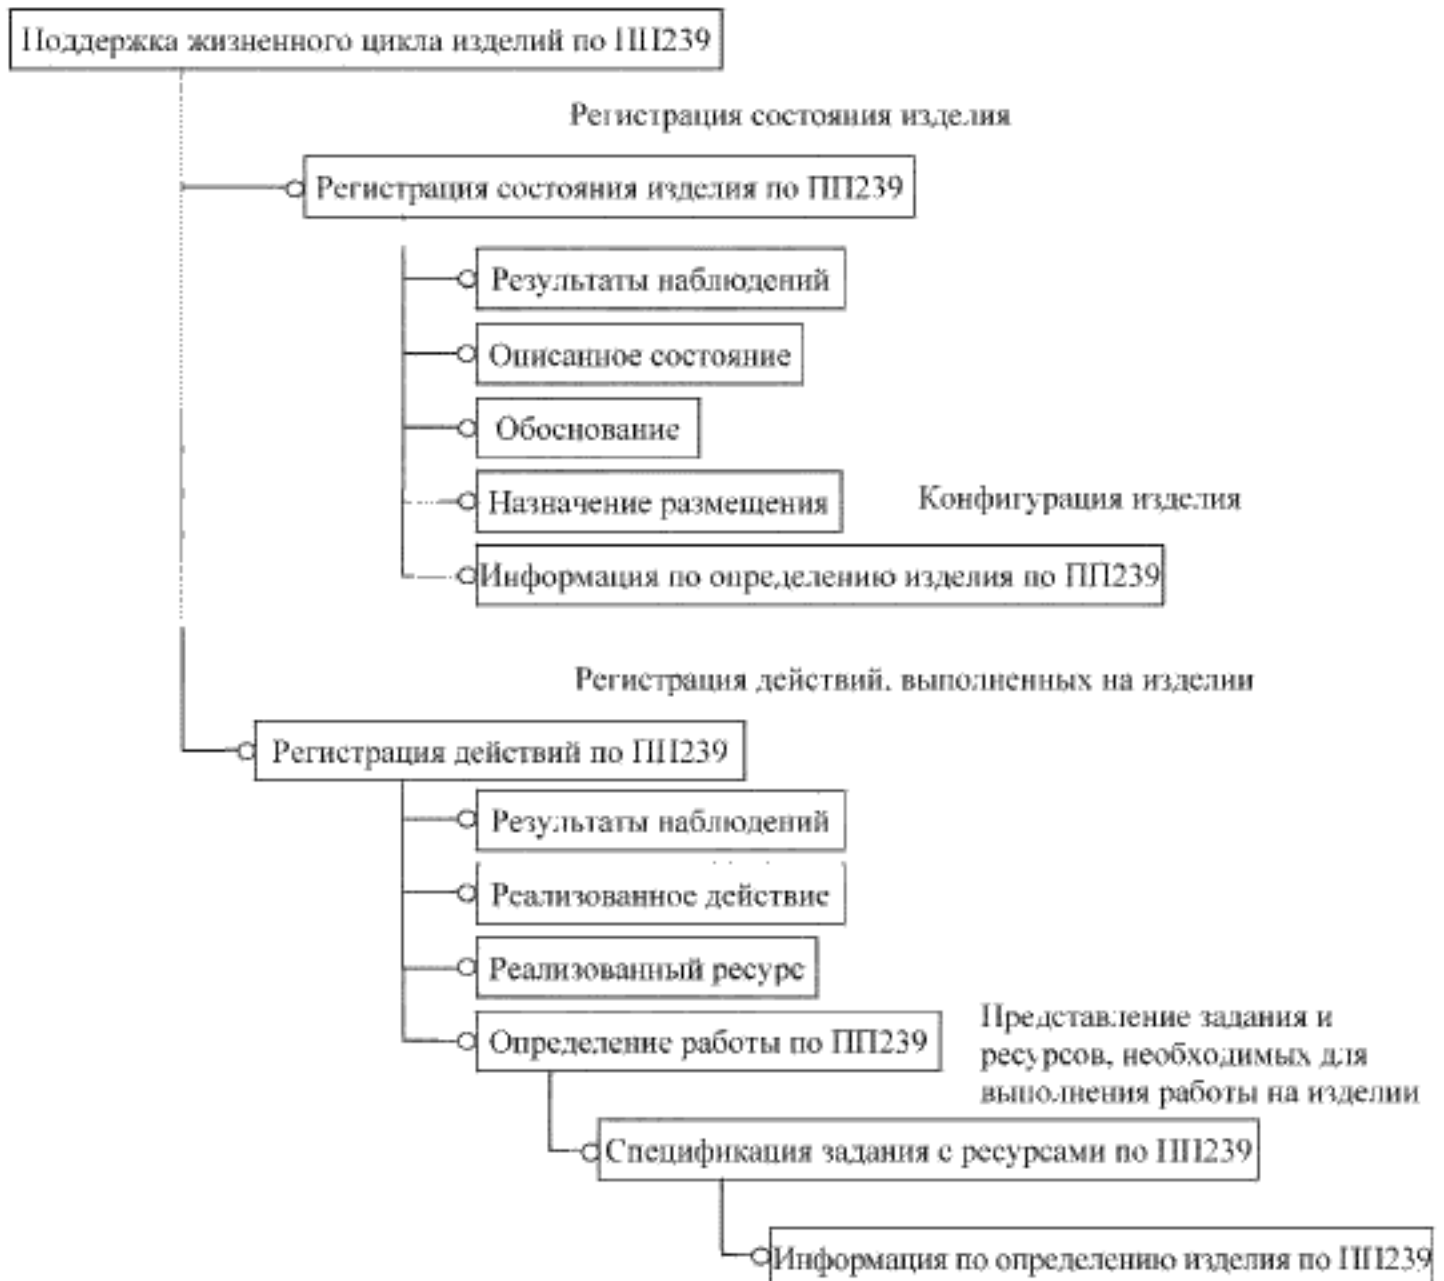 Поддержка жизненного цикла изделий по ПП239
Регистрация состояния изделия
Регистрация состояния изделия по ПП239
Результаты наблюдений
Описанное состояние
Обоснование
Назначение размещения
Конфигурация изделия
Информация по определению изделия по ПП239
Регистрация действий, выполненных на изделии
Регистрация действий по ПП239
Результаты наблюдений
Реализованное действие
Реализованный ресурс
Определение работы по ПП239
Представление задания и
ресурсов, необходимых для
выполнения работы на изделии
Спецификация задания с ресурсами по ПП239
Информация по определению изделия по ПП239